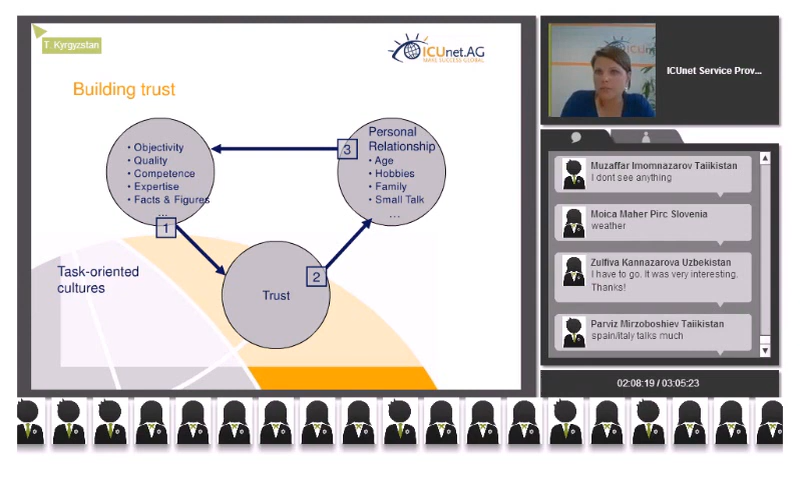 T Kyrgyzstan
ICUnet.AG
MAKE SUCCESS GLOBAL.
Building trust
• Objectivity
• Quality
• Competence
• Expertise
• Facts & Figures
...
1
Personal
Relationship
• Age
• Hobbies
• Family
• Small Talk
...
3
2
Trust
Task-oriented
cultures
ICUnet Service Prov...
Muzaffar Imomnazarov Taiikistan
I dont see anything
Moica Maher Pirc Slovenia
weather
Zulfiva Kannazarova Uzbekistan
I have to go. It was very interesting.
Thanks!
Parviz Mirzoboshiev Taiikistan
spain/italy talks much
02:08:19 / 03:05:23